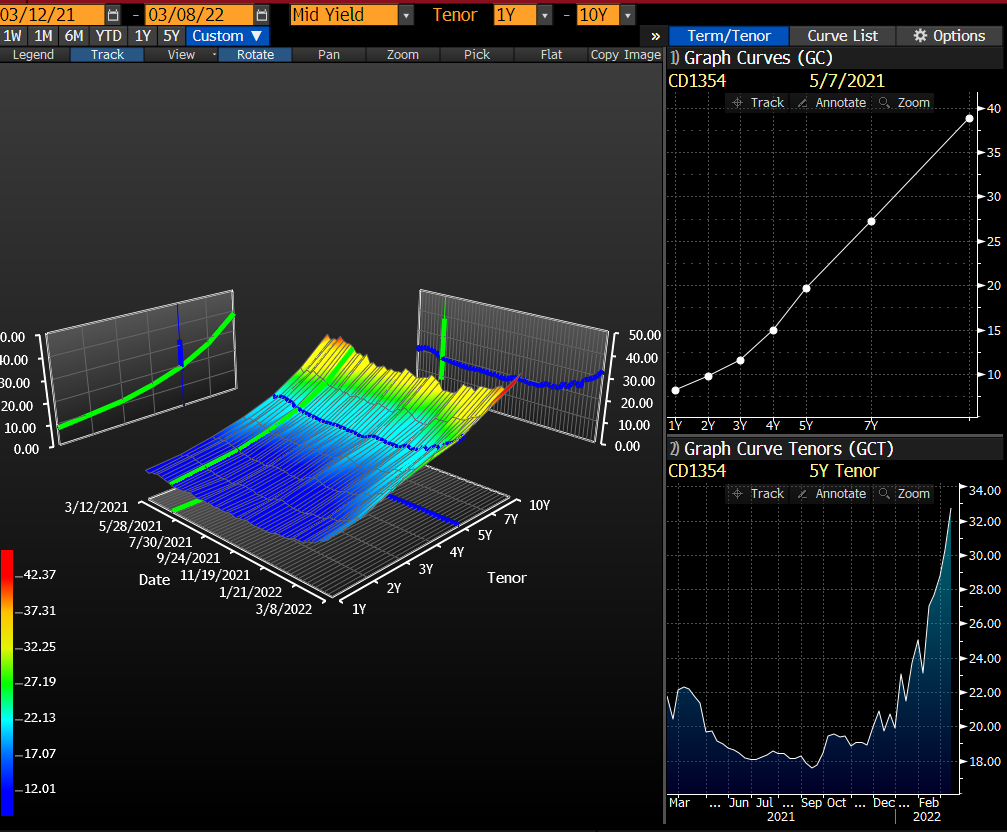 03/12/21 - 03/08/22 Mid Yield Tenor 1Y - 10Y
1W 1M 6M YTD 1Y 5Y Custom ▼ » Term/Tenor Curve List Options
Legend Track View Rotate Pan Zoom Pick Flat Copy Image
1) Graph Curves (GC)
CD1354 5/7/2021
Track Annotate Zoom
40
35
30
25
20
15
10
1Y 2Y 3Y 4Y 5Y 7Y
0.00
40.00
30.00
20.00
10.00
0.00
50.00
40.00
30.00
20.00
10.00
0.00
3/12/2021
5/28/2021
7/30/2021
9/24/2021
11/19/2021
1/21/2022
3/8/2022
Date
10Y
7Y
5Y
4Y
3Y
2Y
1Y
Tenor
42.37
37.31
32.25
27.19
22.13
17.07
12.01
2) Graph Curve Tenors (GCT)
CD1354 5Y Tenor
Track Annotate Zoom
34.00
32.00
30.00
28.00
26.00
24.00
22.00
20.00
18.00
Mar ... Jun Jul ... Sep Oct ... Dec ... Feb
2021 2022